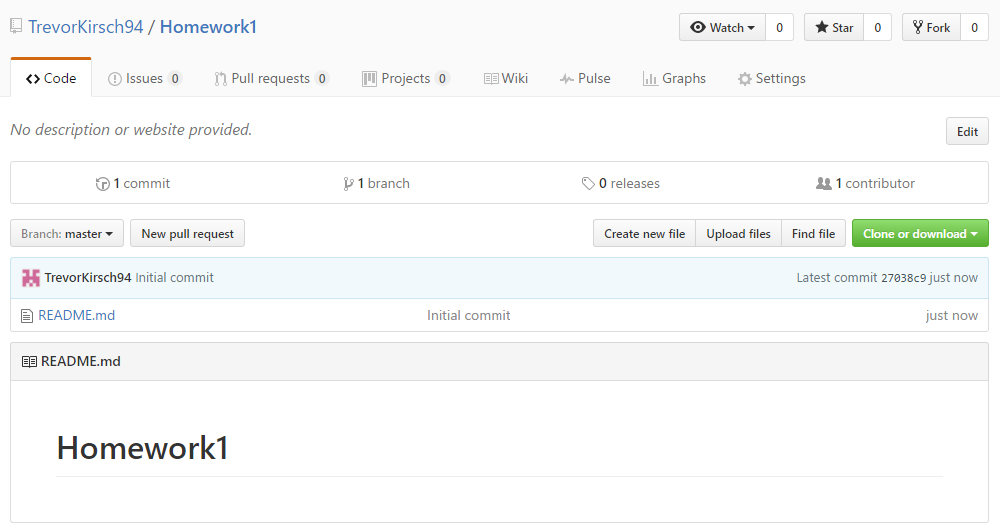 TrevorKirsch94 / Homework1 Watch 0 Star 0 Fork 0
Code Issues 0 Pull requests 0 Projects 0 Wiki Pulse Graphs Settings
No description or website provided. Edit
1 commit 1 branch 0 releases 1 contributor
Branch: master New pull request Create new file Upload files Find file Clone or download
TrevorKirsch94 Initial commit Latest commit 27038c9 just now
README.md Initial commit just now
README.md
Homework1